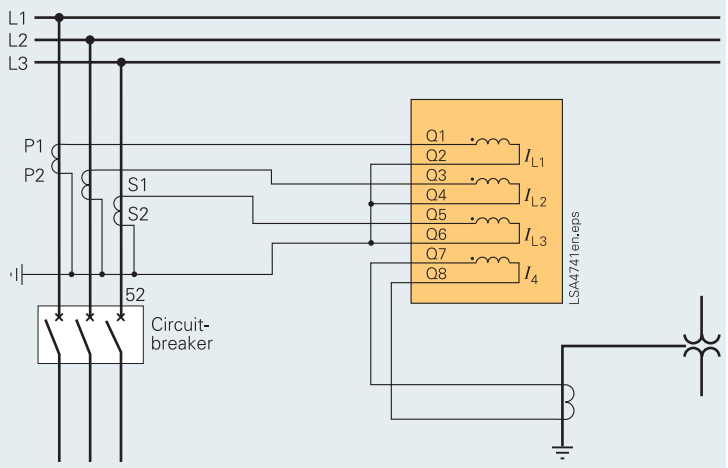 L1
L2
L3
P1
P2
S1
S2
Q1
Q2
Q3
Q4
Q5
Q6
Q7
Q8
IL1
IL2
IL3
I4
LSA4741en.eps
52
Circuit-
breaker